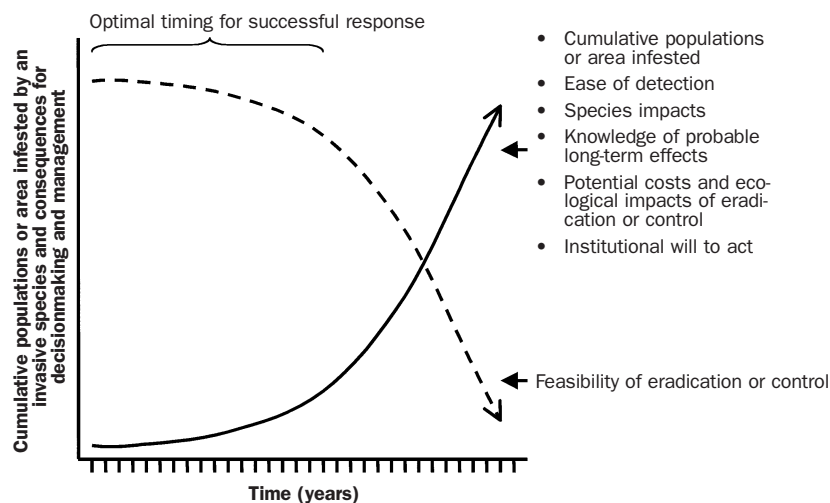 Optimal timing for successful response
Cumulative populations or area infested by an
invasive species and consequences for
decisionmaking and management
• Cumulative populations
or area infested
• Ease of detection
• Species impacts
• Knowledge of probable
long-term effects
• Potential costs and eco-
logical impacts of eradi-
cation or control
• Institutional will to act
Feasibility of eradication or control
Time (years)